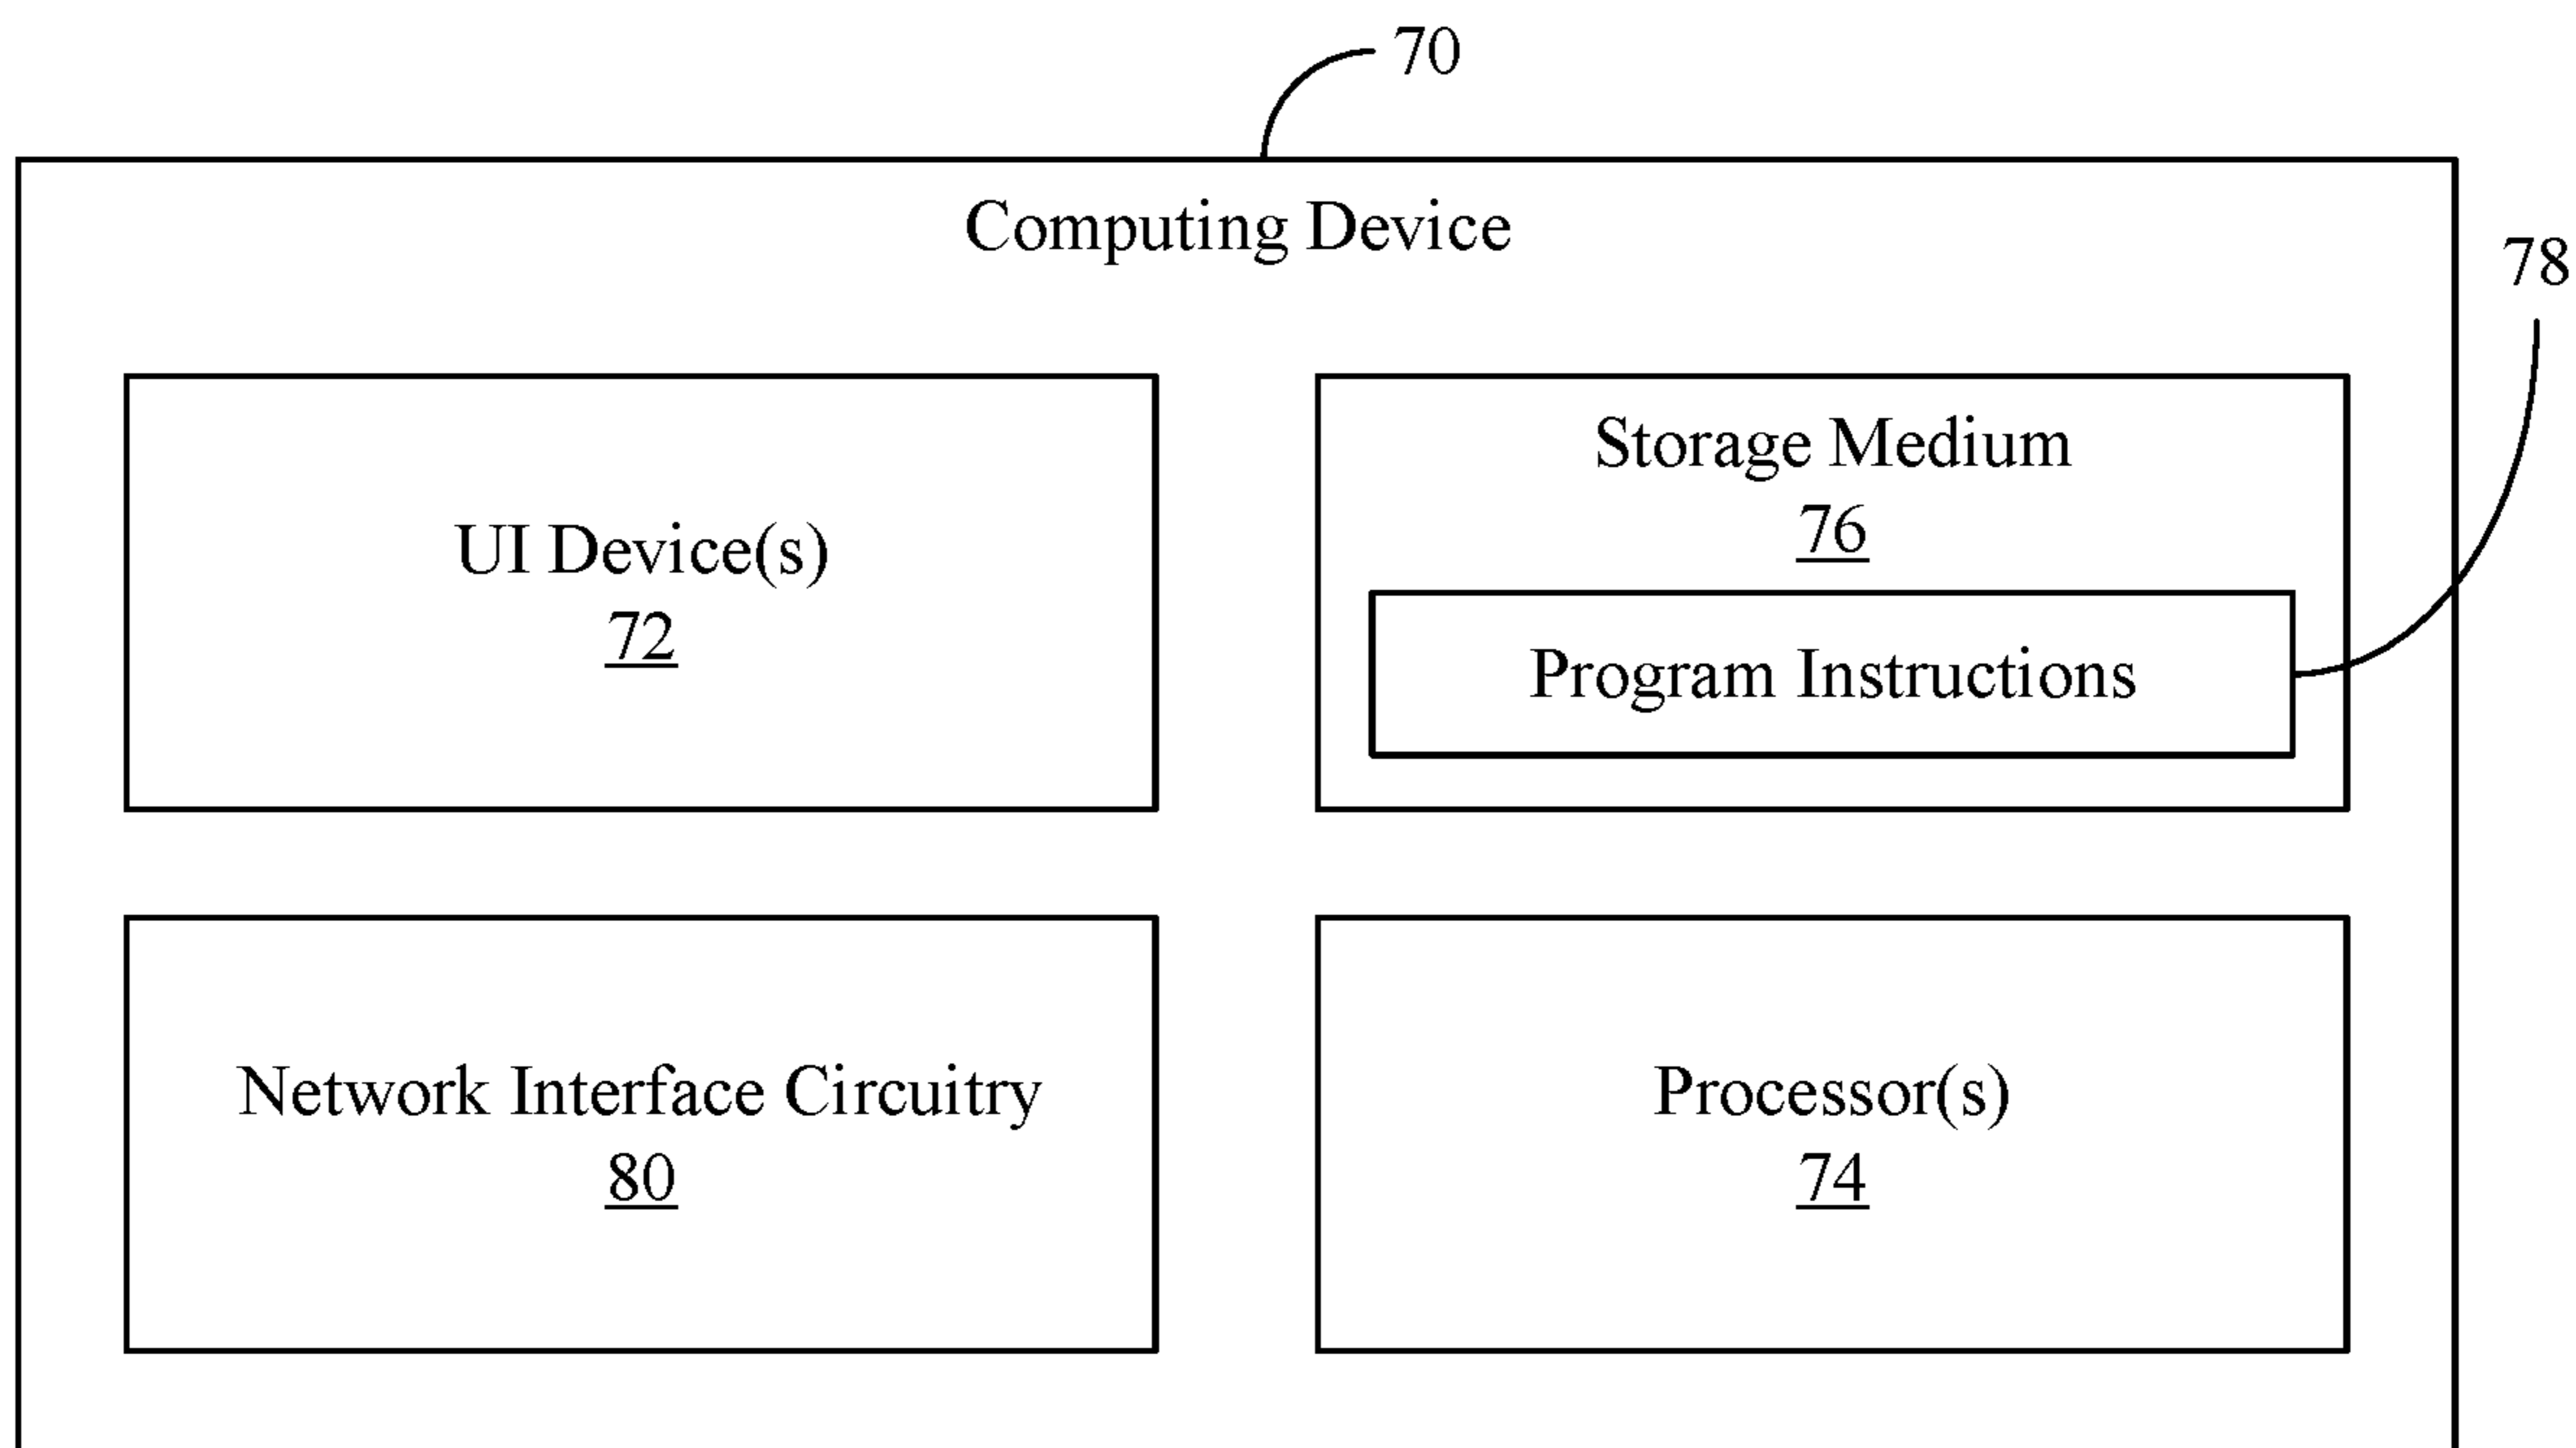 70
Computing Device
78
UI Device(s)
72
Storage Medium
76
Program Instructions
Network Interface Circuitry
80
Processor(s)
74